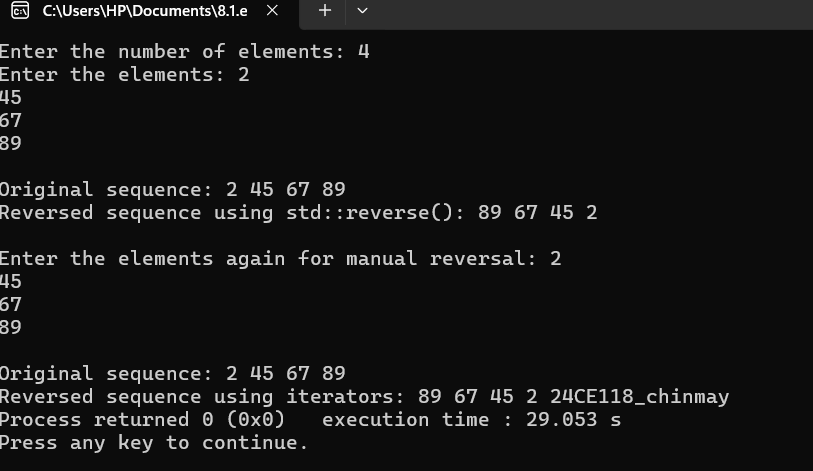 C:\Users\HP\Documents\8.1.e
Enter the number of elements: 4
Enter the elements: 2
45
67
89
Original sequence: 2 45 67 89
Reversed sequence using std::reverse(): 89 67 45 2
Enter the elements again for manual reversal: 2
45
67
89
Original sequence: 2 45 67 89
Reversed sequence using iterators: 89 67 45 2 24CE118_chinmay
Process returned 0 (0x0)   execution time : 29.053 s
Press any key to continue.